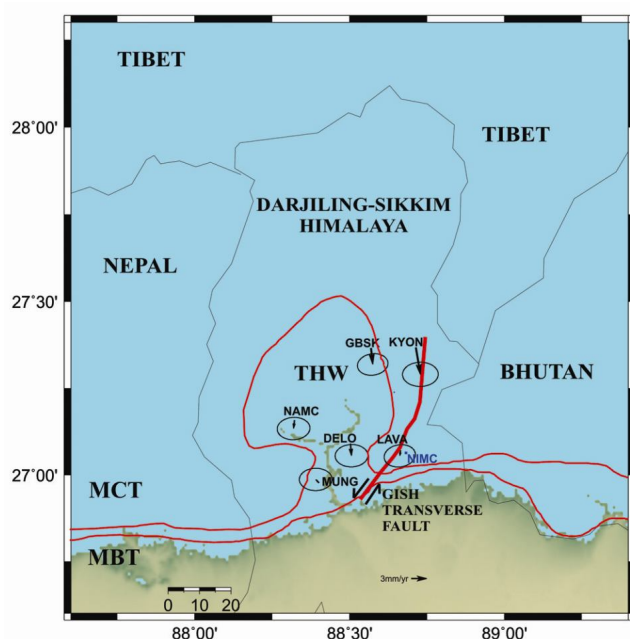 TIBET
28°00'
TIBET
DARJILING-SIKKIM
HIMALAYA
NEPAL
27°30'
GBSK KYON
THW
BHUTAN
NAMC
DELO LAVA
NIMC
27°00'
MUNG
MCT
GISH
TRANSVERSE
FAULT
MBT
3mm/yr
0 5 10 20
88°00' 88°30' 89°00'